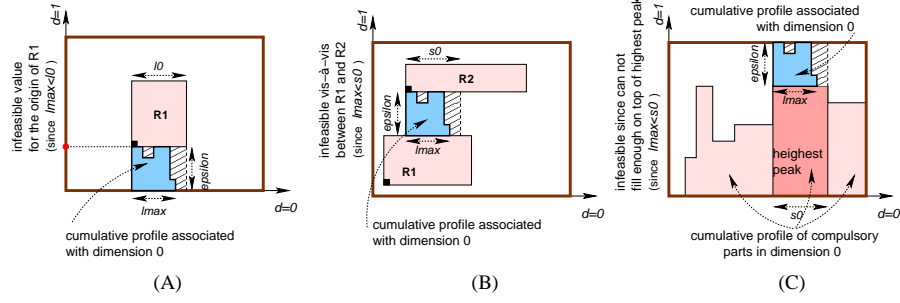 d=1
infeasible value
for the origin of R1
(since lmax<l0)
l0
R1
epsilon
lmax
d=0
cumulative profile associated
with dimension 0
(A)
d=1
infeasible vis−à−vis
between R1 and R2
(since lmax<s0)
s0
R2
epsilon
lmax
R1
d=0
cumulative profile associated
with dimension 0
(B)
cumulative profile associated
with dimension 0
d=1
infeasible since can not
fill enough on top of highest peak
(since lmax<s0)
epsilon
lmax
heighest
peak
s0
d=0
cumulative profile of compulsory
parts in dimension 0
(C)